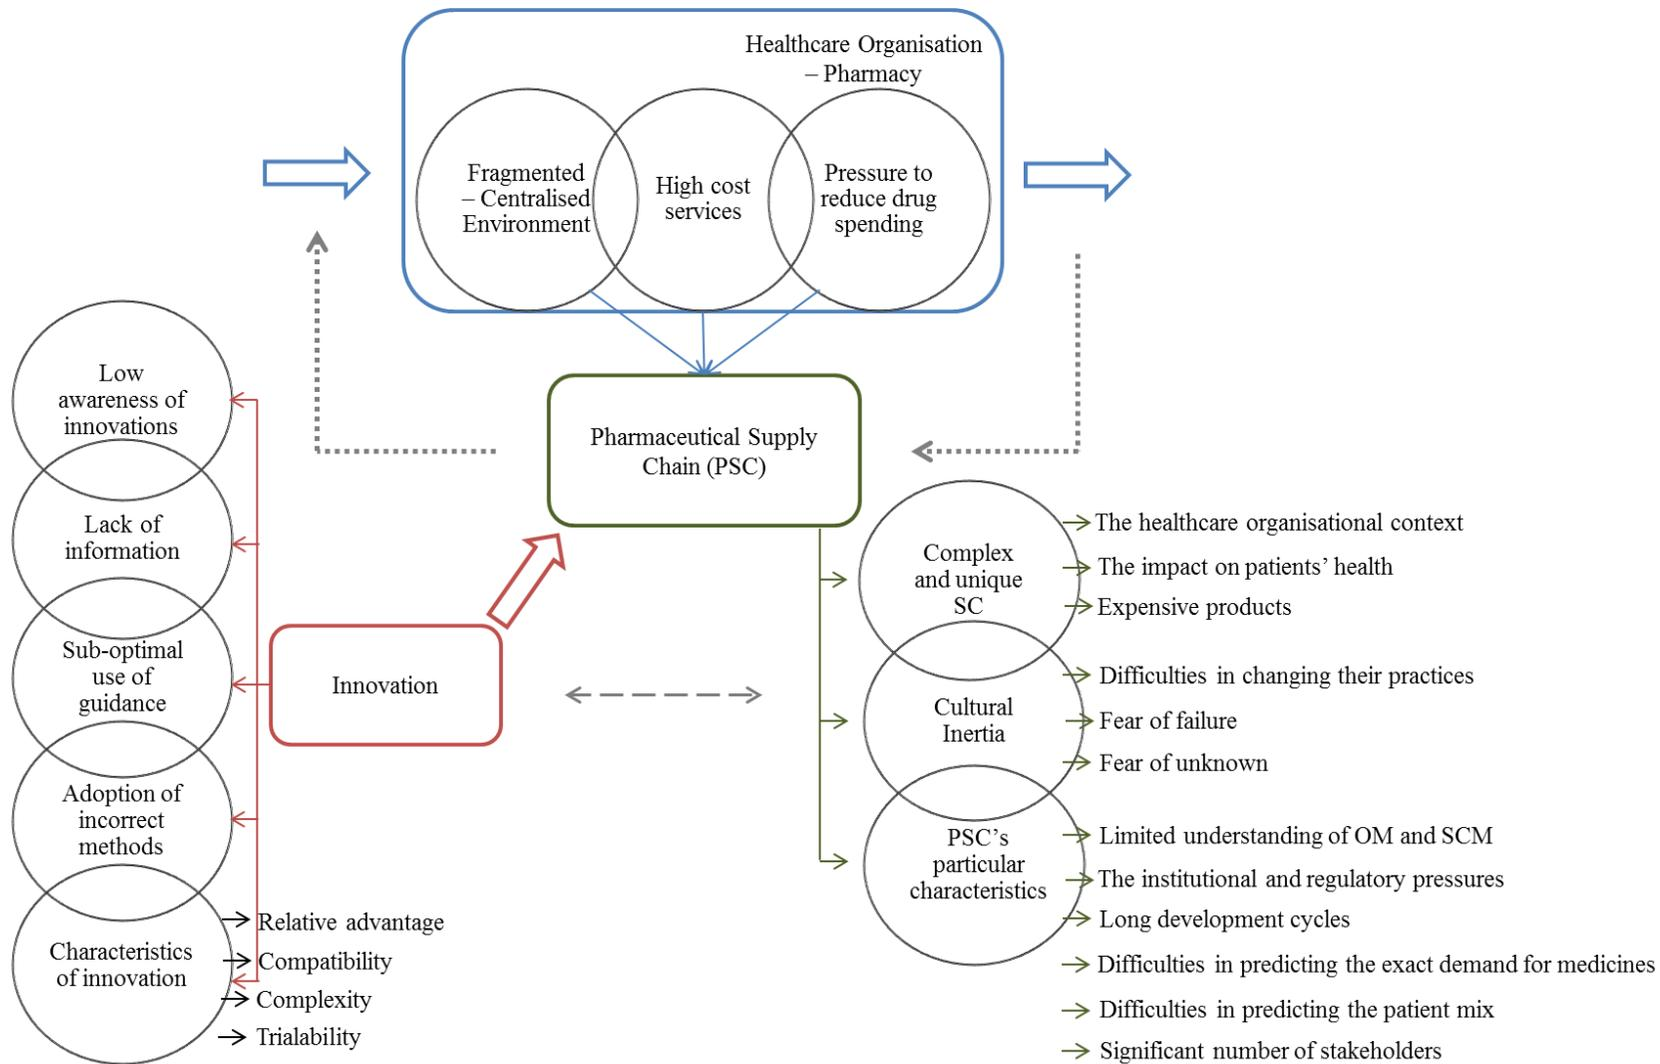 Healthcare Organisation
– Pharmacy
Fragmented
– Centralised
Environment
High cost
services
Pressure to
reduce drug
spending
Pharmaceutical Supply
Chain (PSC)
Low
awareness of
innovations
Lack of
information
Sub-optimal
use of
guidance
Adoption of
incorrect
methods
Characteristics
of innovation
Relative advantage
Compatibility
Complexity
Trialability
Innovation
Complex
and unique
SC
The healthcare organisational context
The impact on patients’ health
Expensive products
Cultural
Inertia
Difficulties in changing their practices
Fear of failure
Fear of unknown
PSC’s
particular
characteristics
Limited understanding of OM and SCM
The institutional and regulatory pressures
Long development cycles
Difficulties in predicting the exact demand for medicines
Difficulties in predicting the patient mix
Significant number of stakeholders